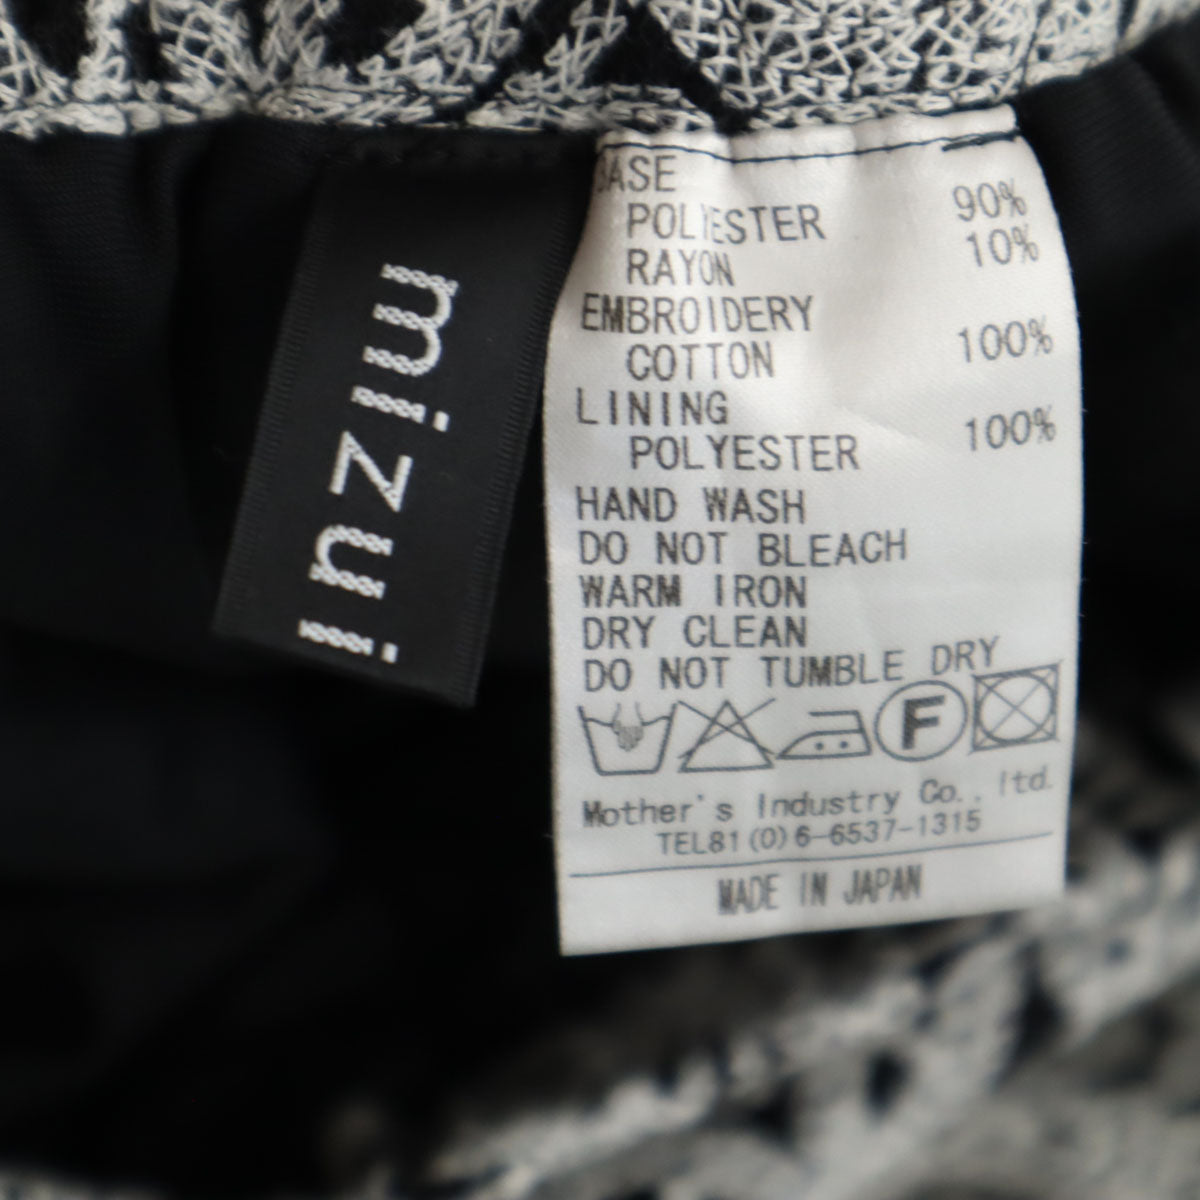 mizui
BASE
POLYESTER 90%
RAYON 10%
EMBROIDERY
COTTON 100%
LINING
POLYESTER 100%
HAND WASH
DO NOT BLEACH
WARM IRON
DRY CLEAN
DO NOT TUMBLE DRY
F
Mother's Industry Co., ltd.
TEL81(0)6-6537-1315
MADE IN JAPAN